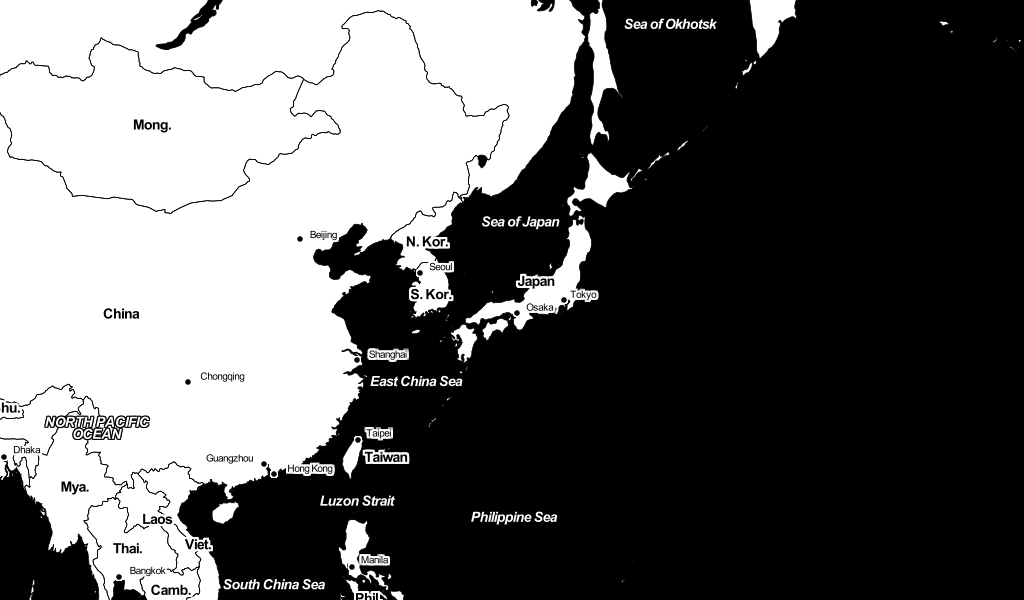 Sea of Okhotsk
Mong.
Sea of Japan
Beijing
N. Kor.
Seoul
Japan
S. Kor.
Tokyo
Osaka
China
Shanghai
Chongqing
East China Sea
hu.
NORTH PACIFIC
OCEAN
Taipei
Dhaka
Guangzhou
Taiwan
Hong Kong
Mya.
Luzon Strait
Laos
Philippine Sea
Viet.
Thai.
Manila
Bangkok
South China Sea
Camb.
Phil.